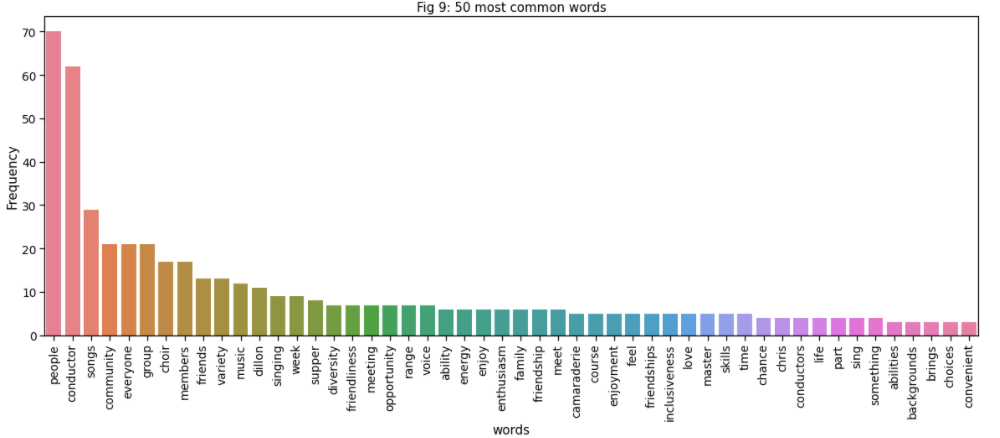 Fig 9: 50 most common words
Frequency
70
60
50
40
30
20
10
0
people
conductor
songs
community
everyone
group
choir
members
friends
variety
music
dillon
singing
week
supper
diversity
friendliness
meeting
opportunity
range
voice
ability
energy
enjoy
enthusiasm
family
friendship
meet
camaraderie
course
enjoyment
feel
friendships
inclusiveness
love
master
skills
time
chance
chris
conductors
life
part
sing
something
abilities
backgrounds
brings
choices
convenient
words